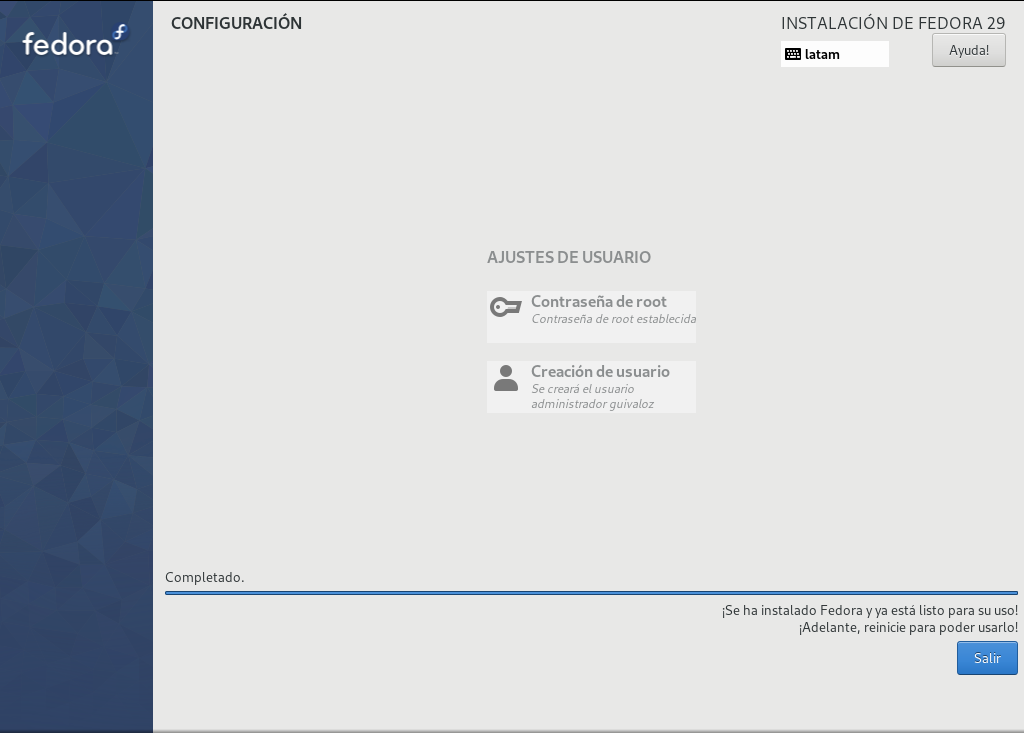 fedora
CONFIGURACIÓN
INSTALACIÓN DE FEDORA 29
latam
Ayuda!
AJUSTES DE USUARIO
Contraseña de root
Contraseña de root establecida
Creación de usuario
Se creará el usuario
administrador guivaloz
Completado.
¡Se ha instalado Fedora y ya está listo para su uso!
¡Adelante, reinicie para poder usarlo!
Salir